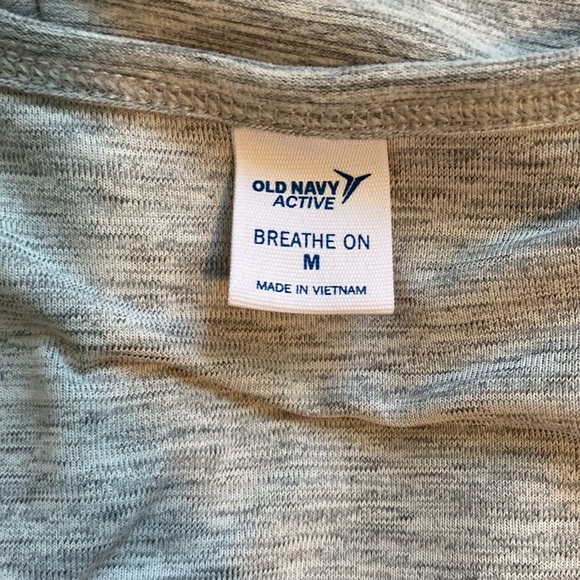 OLD NAVY
ACTIVE
BREATHE ON
M
MADE IN VIETNAM